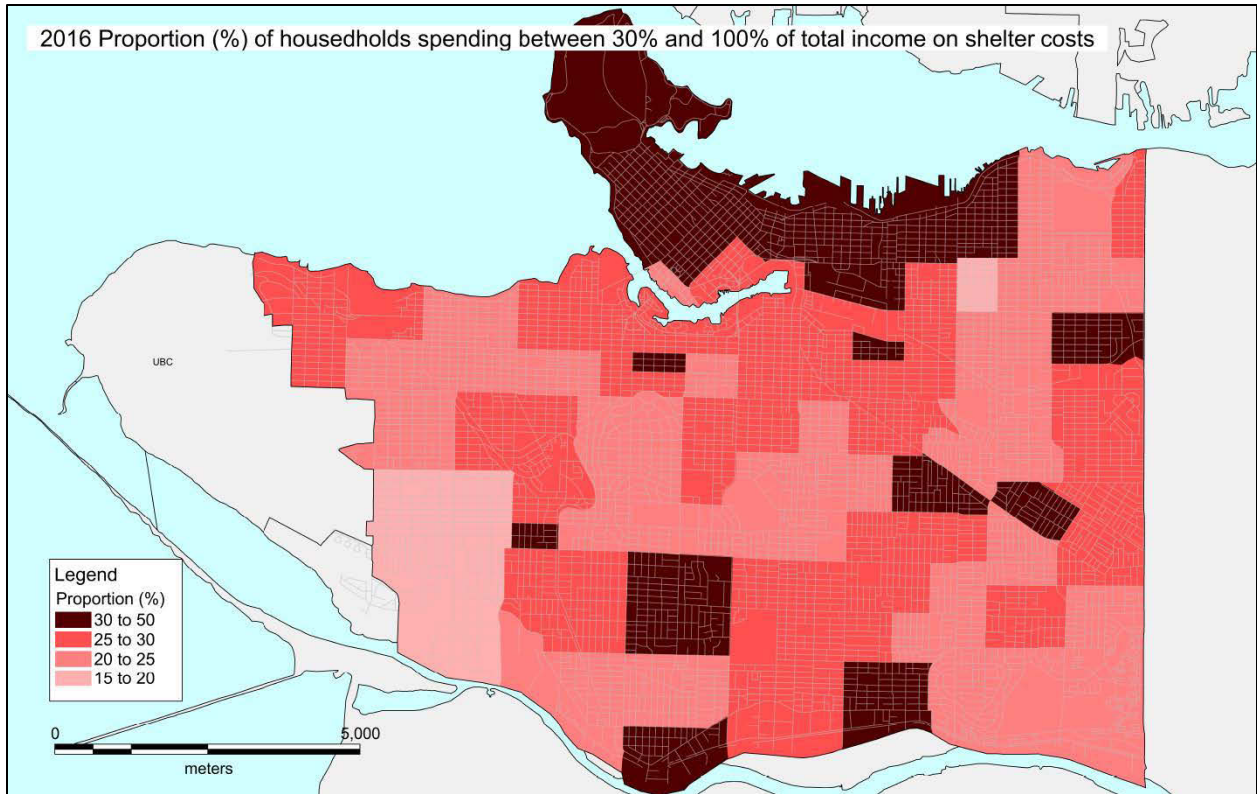 2016 Proportion (%) of housedholds spending between 30% and 100% of total income on shelter costs
UBC
Legend
Proportion (%)
30 to 50
25 to 30
20 to 25
15 to 20
0 5,000
meters